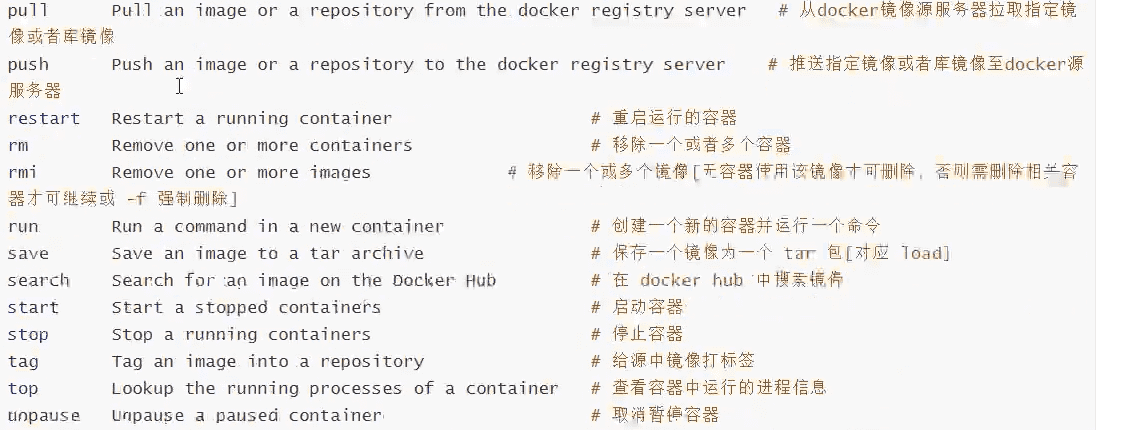 pull Pull an image or a repository from the docker registry server # 从docker镜像源服务器拉取指定镜
像或者库镜像
push Push an image or a repository to the docker registry server # 推送指定镜像或者库镜像至docker源
服务器
restart Restart a running container # 重启运行的容器
rm Remove one or more containers # 移除一个或者多个容器
rmi Remove one or more images # 移除一个或多个镜像[无容器使用该镜像才可删除，否则需删除相关容
器才可继续或 -f 强制删除]
run Run a command in a new container # 创建一个新的容器并运行一个命令
save Save an image to a tar archive # 保存一个镜像为一个 tar 包[对应 load]
search Search for an image on the Docker Hub # 在 docker hub 中搜索镜像
start Start a stopped containers # 启动容器
stop Stop a running containers # 停止容器
tag Tag an image into a repository # 给源中镜像打标签
top Lookup the running processes of a container # 查看容器中运行的进程信息
unpause Unpause a paused container # 取消暂停容器